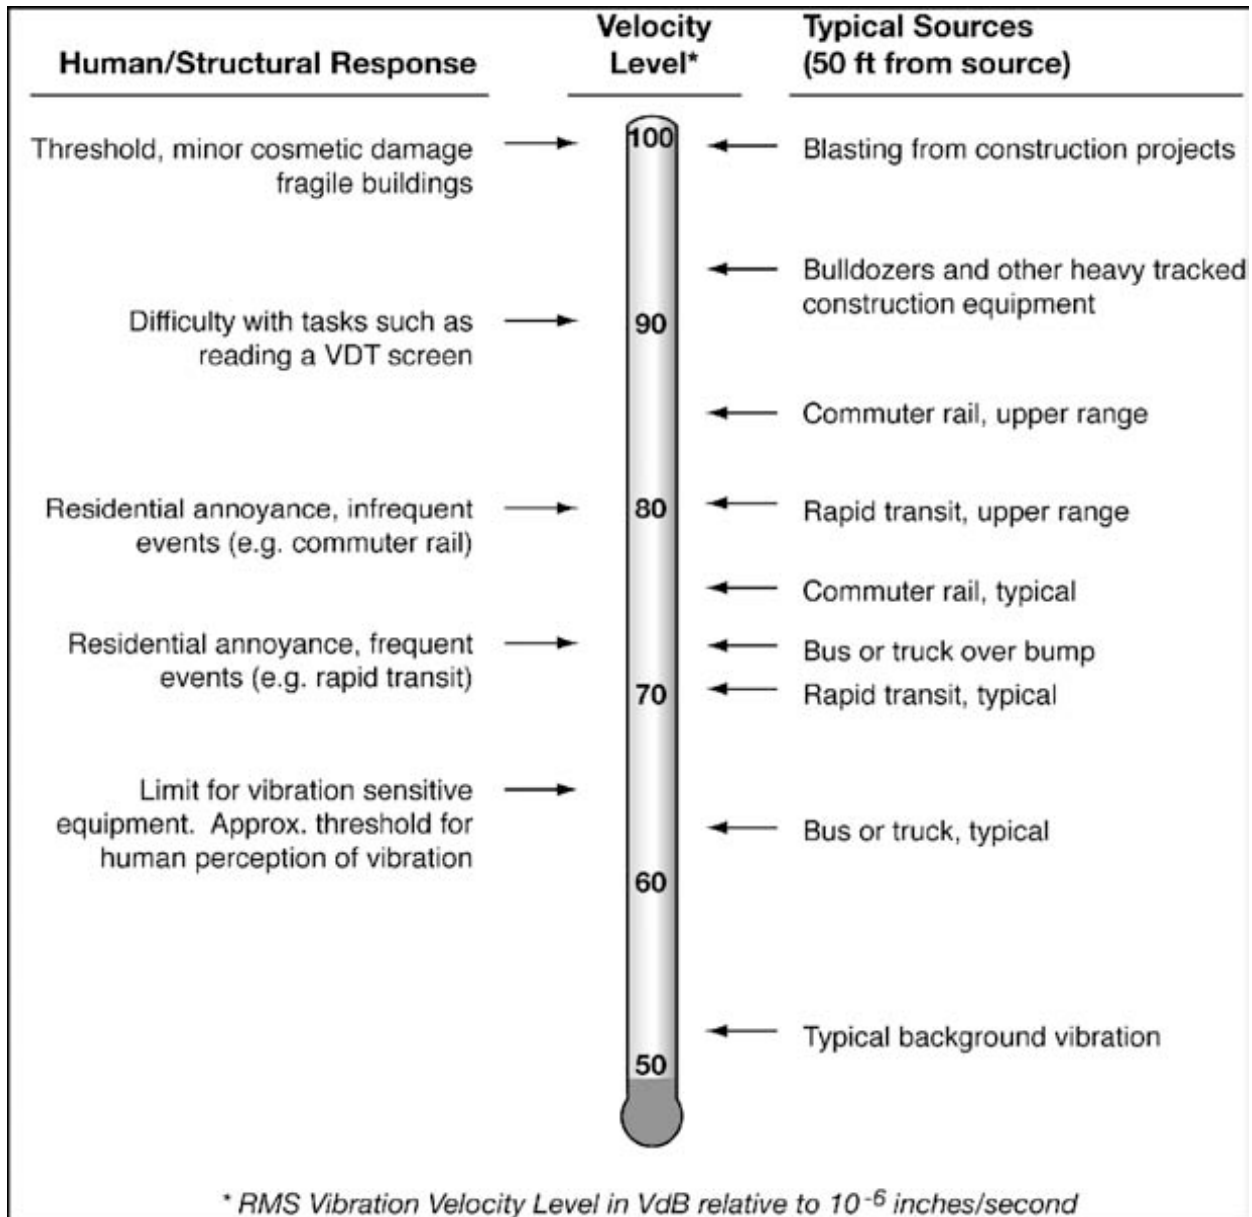 Human/Structural Response
Velocity
Level*
Typical Sources
(50 ft from source)
Threshold, minor cosmetic damage
fragile buildings
100
Blasting from construction projects
Bulldozers and other heavy tracked
construction equipment
Difficulty with tasks such as
reading a VDT screen
90
Commuter rail, upper range
Residential annoyance, infrequent
events (e.g. commuter rail)
80
Rapid transit, upper range
Commuter rail, typical
Residential annoyance, frequent
events (e.g. rapid transit)
Bus or truck over bump
70
Rapid transit, typical
Limit for vibration sensitive
equipment.  Approx. threshold for
human perception of vibration
Bus or truck, typical
60
Typical background vibration
50
* RMS Vibration Velocity Level in VdB relative to 10⁻⁶ inches/second